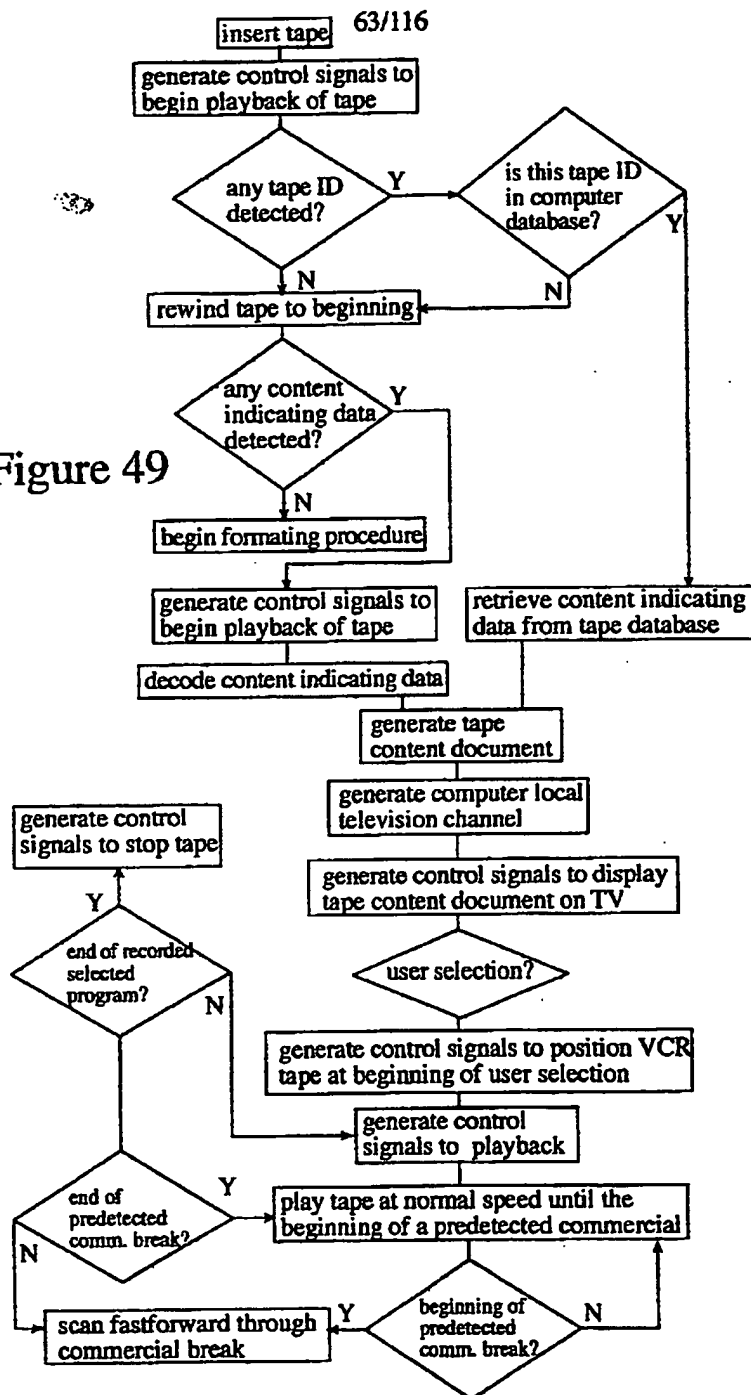 63/116
insert tape
generate control signals to
begin playback of tape
any tape ID
detected?
Y
is this tape ID
in computer
database?
Y
N
N
rewind tape to beginning
any content
indicating data
detected?
Y
Figure 49
N
begin formating procedure
generate control signals to
begin playback of tape
retrieve content indicating
data from tape database
decode content indicating data
generate tape
content document
generate computer local
television channel
generate control
signals to stop tape
generate control signals to display
tape content document on TV
Y
end of recorded
selected
program?
N
user selection?
generate control signals to position VCR
tape at beginning of user selection
generate control
signals to playback
end of
predetected
comm. break?
Y
N
play tape at normal speed until the
beginning of a predetected commercial
scan fastforward through
commercial break
Y
beginning of
predetected
comm. break?
N